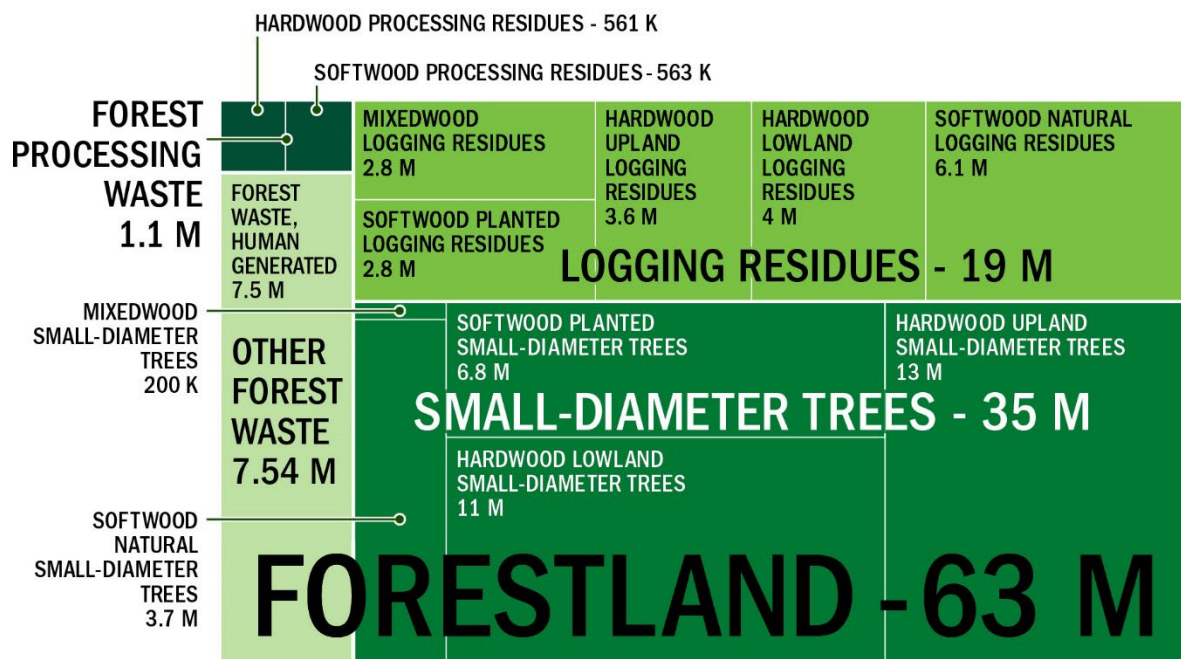 HARDWOOD PROCESSING RESIDUES - 561 K
SOFTWOOD PROCESSING RESIDUES - 563 K
FOREST
PROCESSING
WASTE
1.1 M
FOREST
WASTE,
HUMAN
GENERATED
7.5 M
MIXEDWOOD
LOGGING RESIDUES
2.8 M
SOFTWOOD PLANTED
LOGGING RESIDUES
2.8 M
HARDWOOD
UPLAND
LOGGING
RESIDUES
3.6 M
HARDWOOD
LOWLAND
LOGGING
RESIDUES
4 M
SOFTWOOD NATURAL
LOGGING RESIDUES
6.1 M
LOGGING RESIDUES - 19 M
MIXEDWOOD
SMALL-DIAMETER
TREES
200 K
OTHER
FOREST
WASTE
7.54 M
SOFTWOOD PLANTED
SMALL-DIAMETER TREES
6.8 M
HARDWOOD UPLAND
SMALL-DIAMETER TREES
13 M
SMALL-DIAMETER TREES - 35 M
HARDWOOD LOWLAND
SMALL-DIAMETER TREES
11 M
SOFTWOOD
NATURAL
SMALL-DIAMETER
TREES
3.7 M
FORESTLAND - 63 M